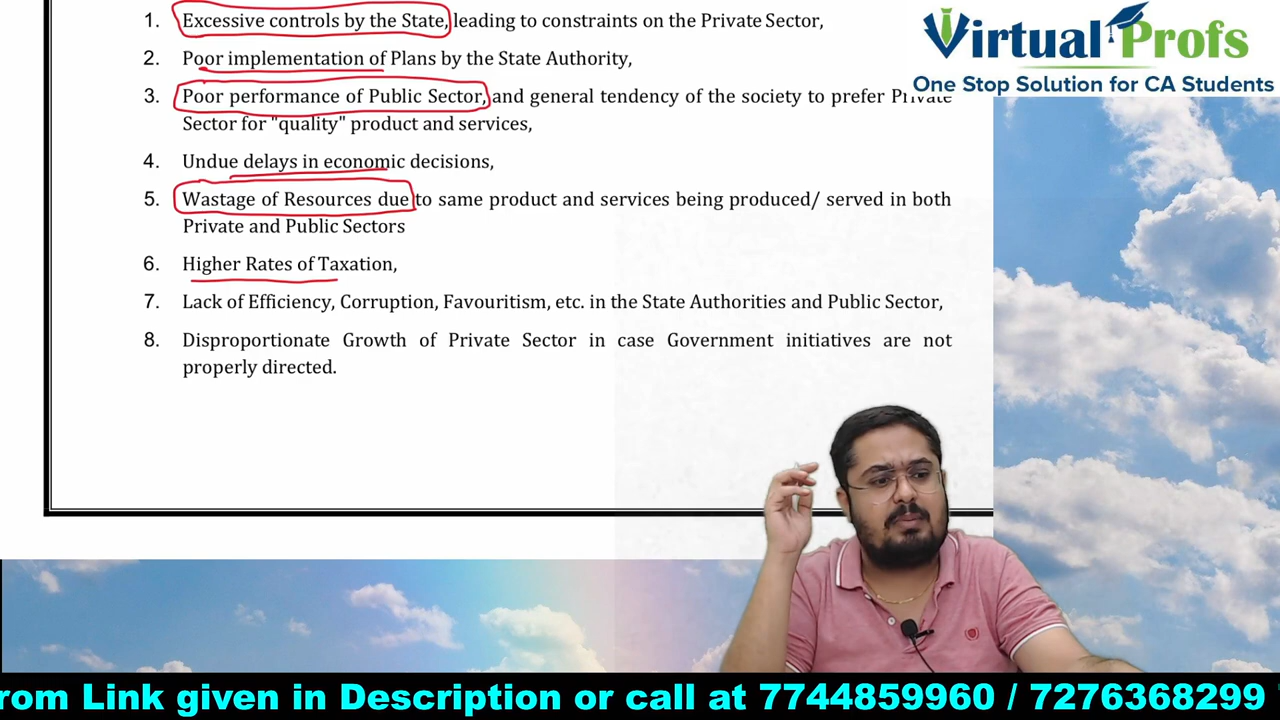 1. Excessive controls by the State, leading to constraints on the Private Sector,
2. Poor implementation of Plans by the State Authority,
3. Poor performance of Public Sector, and general tendency of the society to prefer Private
Sector for "quality" product and services,
4. Undue delays in economic decisions,
5. Wastage of Resources due to same product and services being produced/ served in both
Private and Public Sectors
6. Higher Rates of Taxation,
7. Lack of Efficiency, Corruption, Favouritism, etc. in the State Authorities and Public Sector,
8. Disproportionate Growth of Private Sector in case Government initiatives are not
properly directed.
Virtual Profs
One Stop Solution for CA Students
rom Link given in Description or call at 7744859960 / 7276368299